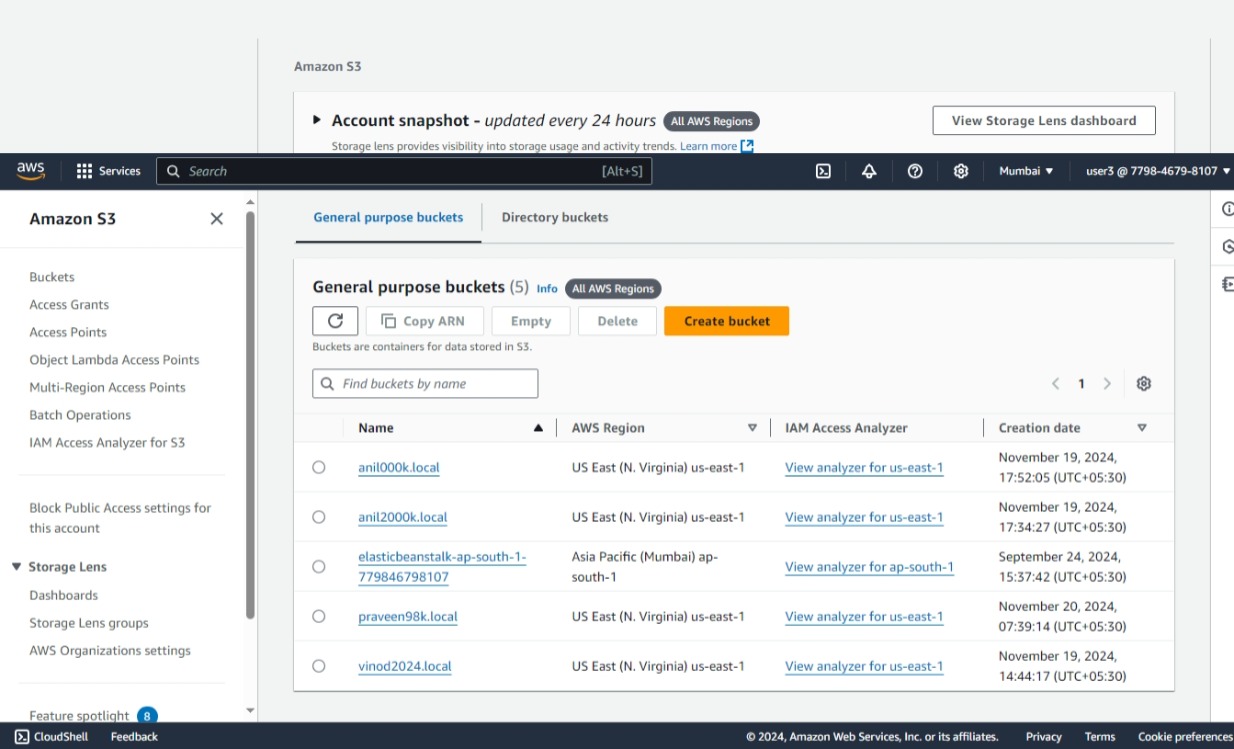 Amazon S3
Account snapshot - updated every 24 hours All AWS Regions
View Storage Lens dashboard
Storage lens provides visibility into storage usage and activity trends. Learn more
aws Services Search [Alt+S] Mumbai user3 @ 7798-4679-8107
Amazon S3
Buckets
Access Grants
Access Points
Object Lambda Access Points
Multi-Region Access Points
Batch Operations
IAM Access Analyzer for S3
Block Public Access settings for
this account
Storage Lens
Dashboards
Storage Lens groups
AWS Organizations settings
Feature spotlight 8
General purpose buckets Directory buckets
General purpose buckets (5) Info All AWS Regions
Copy ARN Empty Delete Create bucket
Buckets are containers for data stored in S3.
Find buckets by name
1
Name AWS Region IAM Access Analyzer Creation date
anil000k.local US East (N. Virginia) us-east-1 View analyzer for us-east-1 November 19, 2024,
17:52:05 (UTC+05:30)
anil2000k.local US East (N. Virginia) us-east-1 View analyzer for us-east-1 November 19, 2024,
17:34:27 (UTC+05:30)
elasticbeanstalk-ap-south-1- Asia Pacific (Mumbai) ap- View analyzer for ap-south-1 September 24, 2024,
779846798107 south-1 15:37:42 (UTC+05:30)
praveen98k.local US East (N. Virginia) us-east-1 View analyzer for us-east-1 November 20, 2024,
07:39:14 (UTC+05:30)
vinod2024.local US East (N. Virginia) us-east-1 View analyzer for us-east-1 November 19, 2024,
14:44:17 (UTC+05:30)
CloudShell Feedback © 2024, Amazon Web Services, Inc. or its affiliates. Privacy Terms Cookie preferences